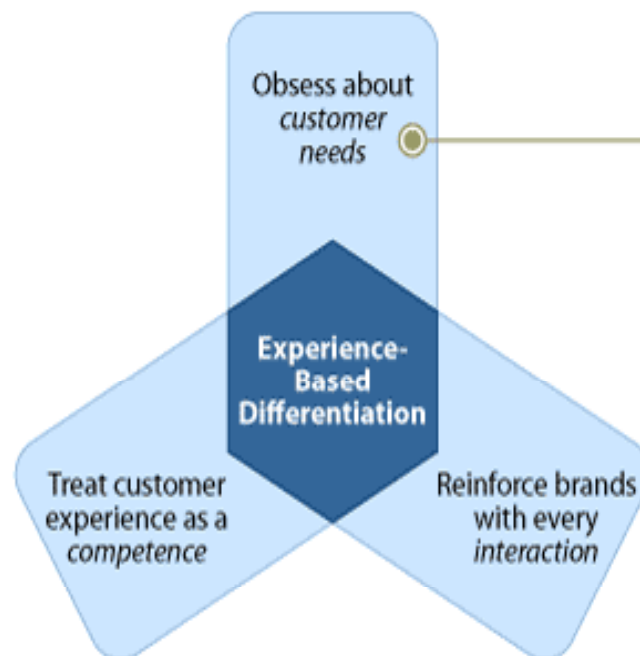 Obsess about
customer
needs
Experience-
Based
Differentiation
Treat customer
experience as a
competence
Reinforce brands
with every
interaction